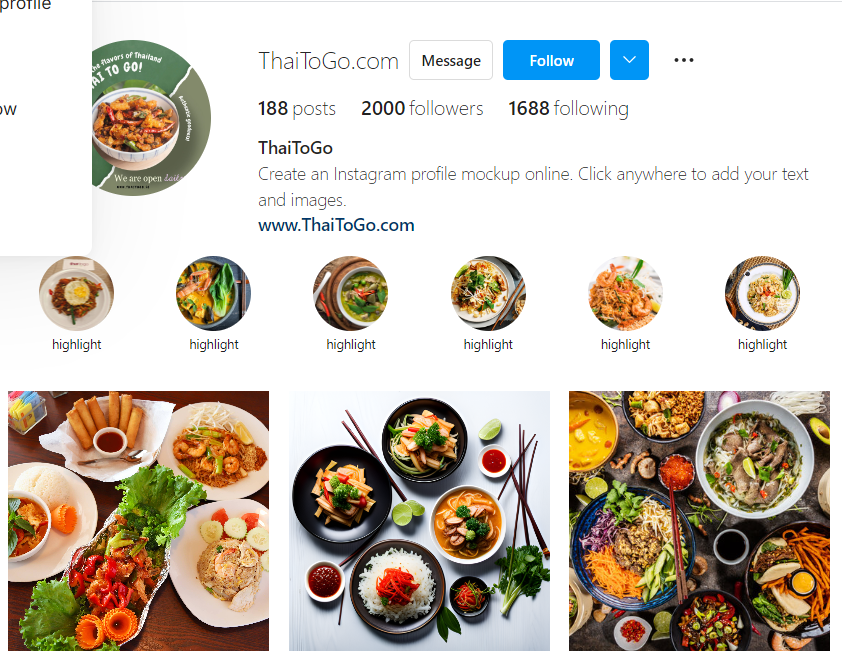 profile
ow
the flavors of Thailand
THAI TO GO!
Authentic goodness
We are open daily
ThaiToGo.com
Message
Follow
188 posts 2000 followers 1688 following
ThaiToGo
Create an Instagram profile mockup online. Click anywhere to add your text
and images.
www.ThaiToGo.com
highlight
highlight
highlight
highlight
highlight
highlight